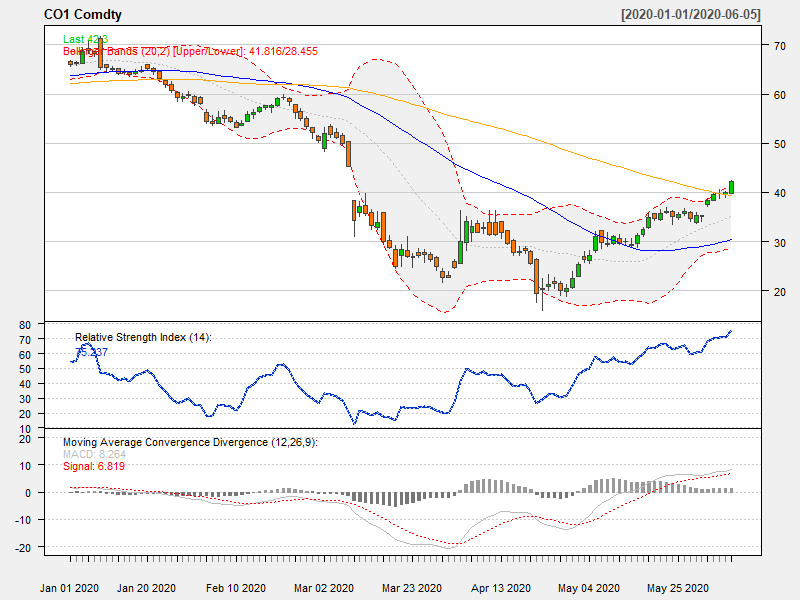 CO1 Comdty [2020-01-01/2020-06-05]
Last 42.3
Bollinger Bands (20,2) [Upper/Lower]: 41.816/28.455
70
60
50
40
30
20
Relative Strength Index (14):
75.237
80
70
60
50
40
30
20
10
Moving Average Convergence Divergence (12,26,9):
MACD: 8.264
Signal: 6.819
20
10
0
-10
-20
Jan 01 2020 Jan 20 2020 Feb 10 2020 Mar 02 2020 Mar 23 2020 Apr 13 2020 May 04 2020 May 25 2020